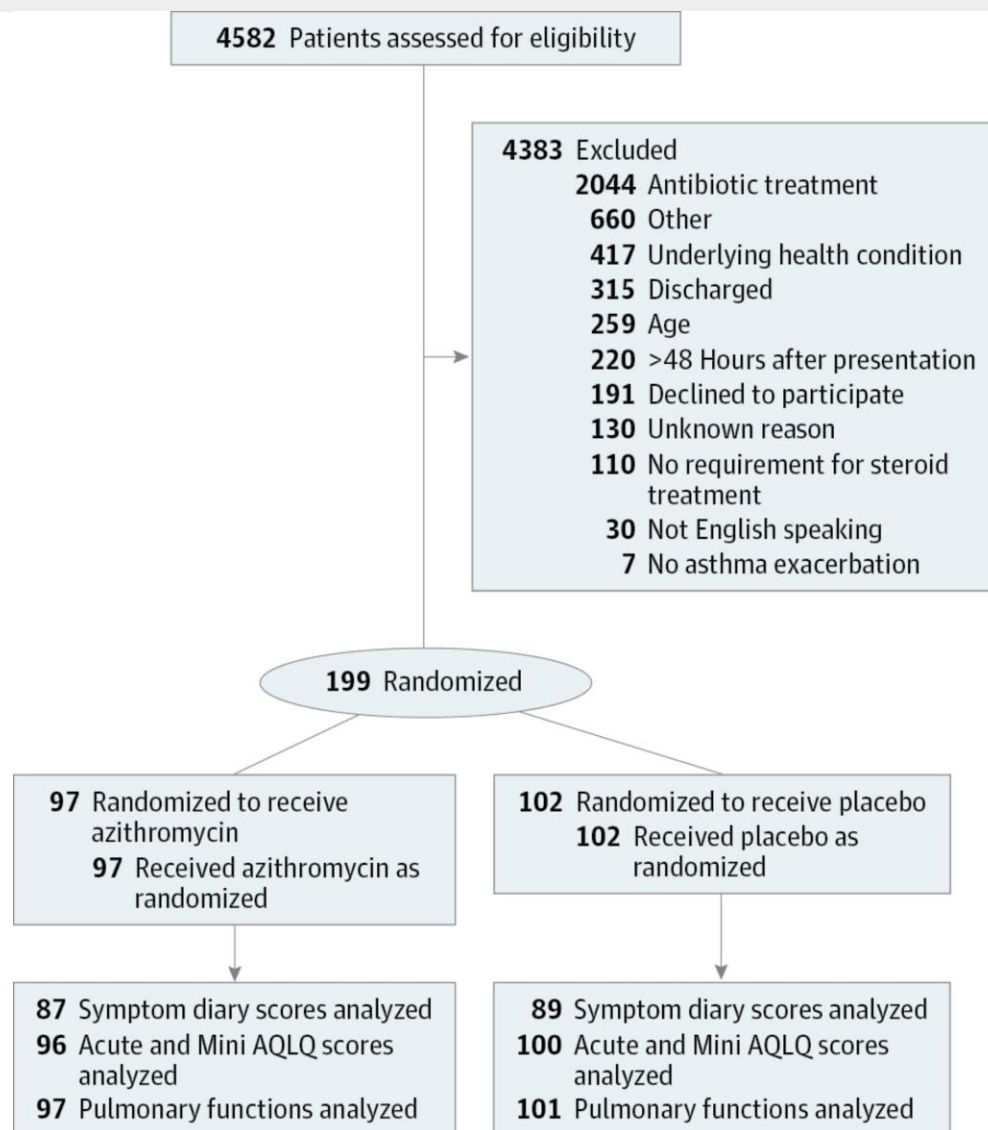 4582 Patients assessed for eligibility
4383 Excluded
2044 Antibiotic treatment
660 Other
417 Underlying health condition
315 Discharged
259 Age
220 >48 Hours after presentation
191 Declined to participate
130 Unknown reason
110 No requirement for steroid
treatment
30 Not English speaking
7 No asthma exacerbation
199 Randomized
97 Randomized to receive
azithromycin
97 Received azithromycin as
randomized
102 Randomized to receive placebo
102 Received placebo as
randomized
87 Symptom diary scores analyzed
96 Acute and Mini AQLQ scores
analyzed
97 Pulmonary functions analyzed
89 Symptom diary scores analyzed
100 Acute and Mini AQLQ scores
analyzed
101 Pulmonary functions analyzed